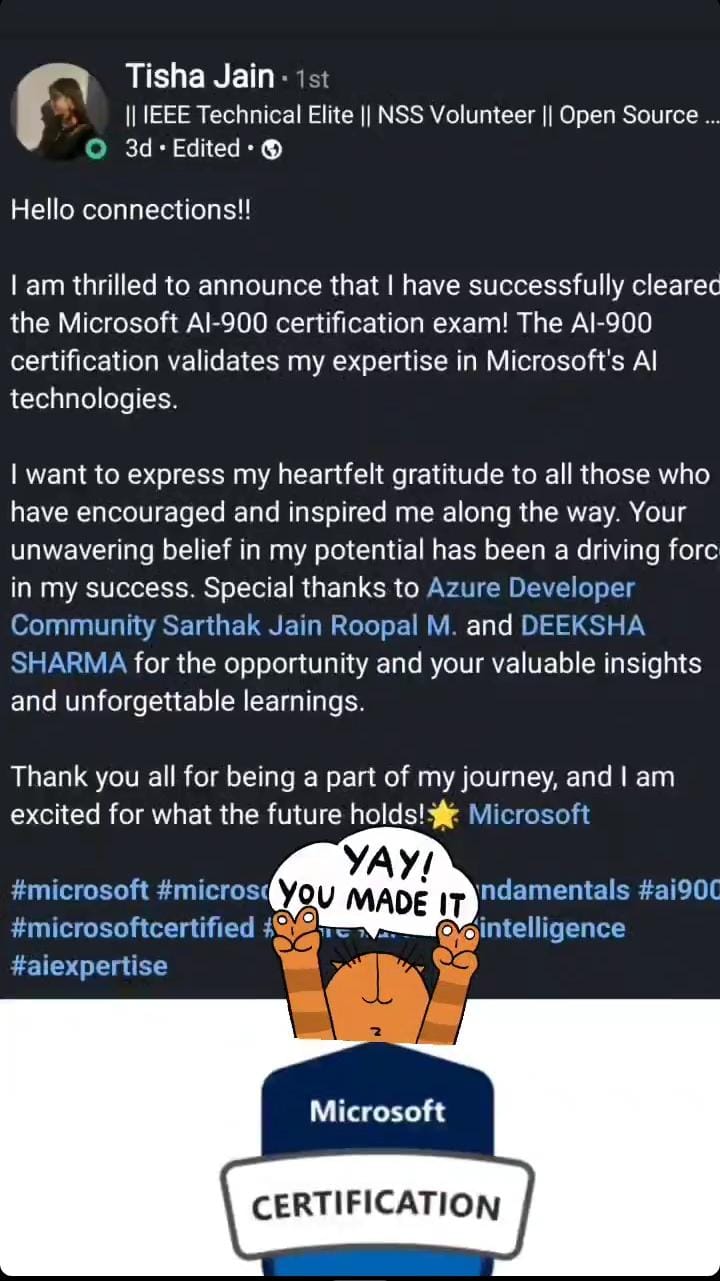 Tisha Jain · 1st
|| IEEE Technical Elite || NSS Volunteer || Open Source ...
3d • Edited •
Hello connections!!
I am thrilled to announce that I have successfully cleared
the Microsoft AI-900 certification exam! The AI-900
certification validates my expertise in Microsoft's AI
technologies.
I want to express my heartfelt gratitude to all those who
have encouraged and inspired me along the way. Your
unwavering belief in my potential has been a driving forc
in my success. Special thanks to Azure Developer
Community Sarthak Jain Roopal M. and DEEKSHA
SHARMA for the opportunity and your valuable insights
and unforgettable learnings.
Thank you all for being a part of my journey, and I am
excited for what the future holds!🌟 Microsoft
YAY!
YOU MADE IT
#microsoft #microso ndamentals #ai900
#microsoftcertified # intelligence
#aiexpertise
Microsoft
CERTIFICATION